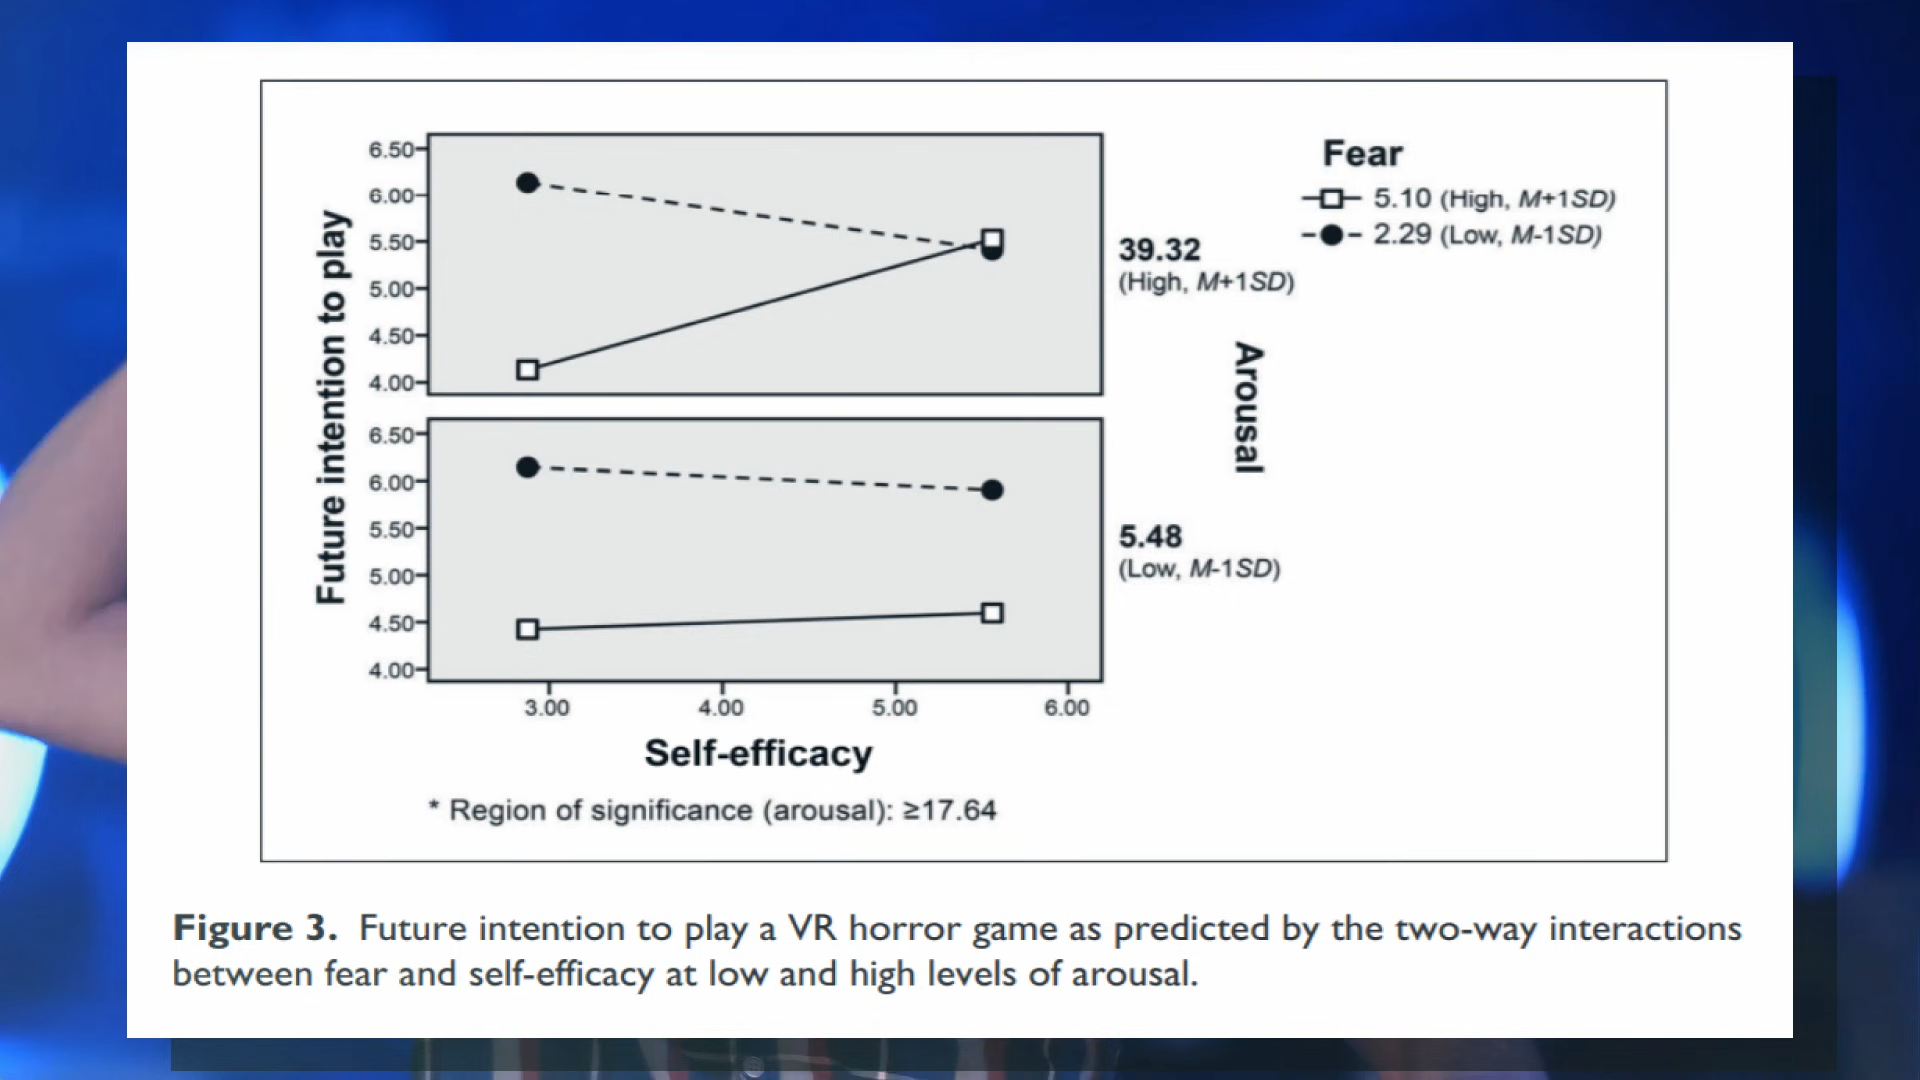 Future intention to play
6.50
6.00
5.50
5.00
4.50
4.00
6.50
6.00
5.50
5.00
4.50
4.00
3.00 4.00 5.00 6.00
Self-efficacy
* Region of significance (arousal): ≥17.64
39.32
(High, M+1SD)
Arousal
5.48
(Low, M-1SD)
Fear
5.10 (High, M+1SD)
2.29 (Low, M-1SD)
Figure 3. Future intention to play a VR horror game as predicted by the two-way interactions
between fear and self-efficacy at low and high levels of arousal.